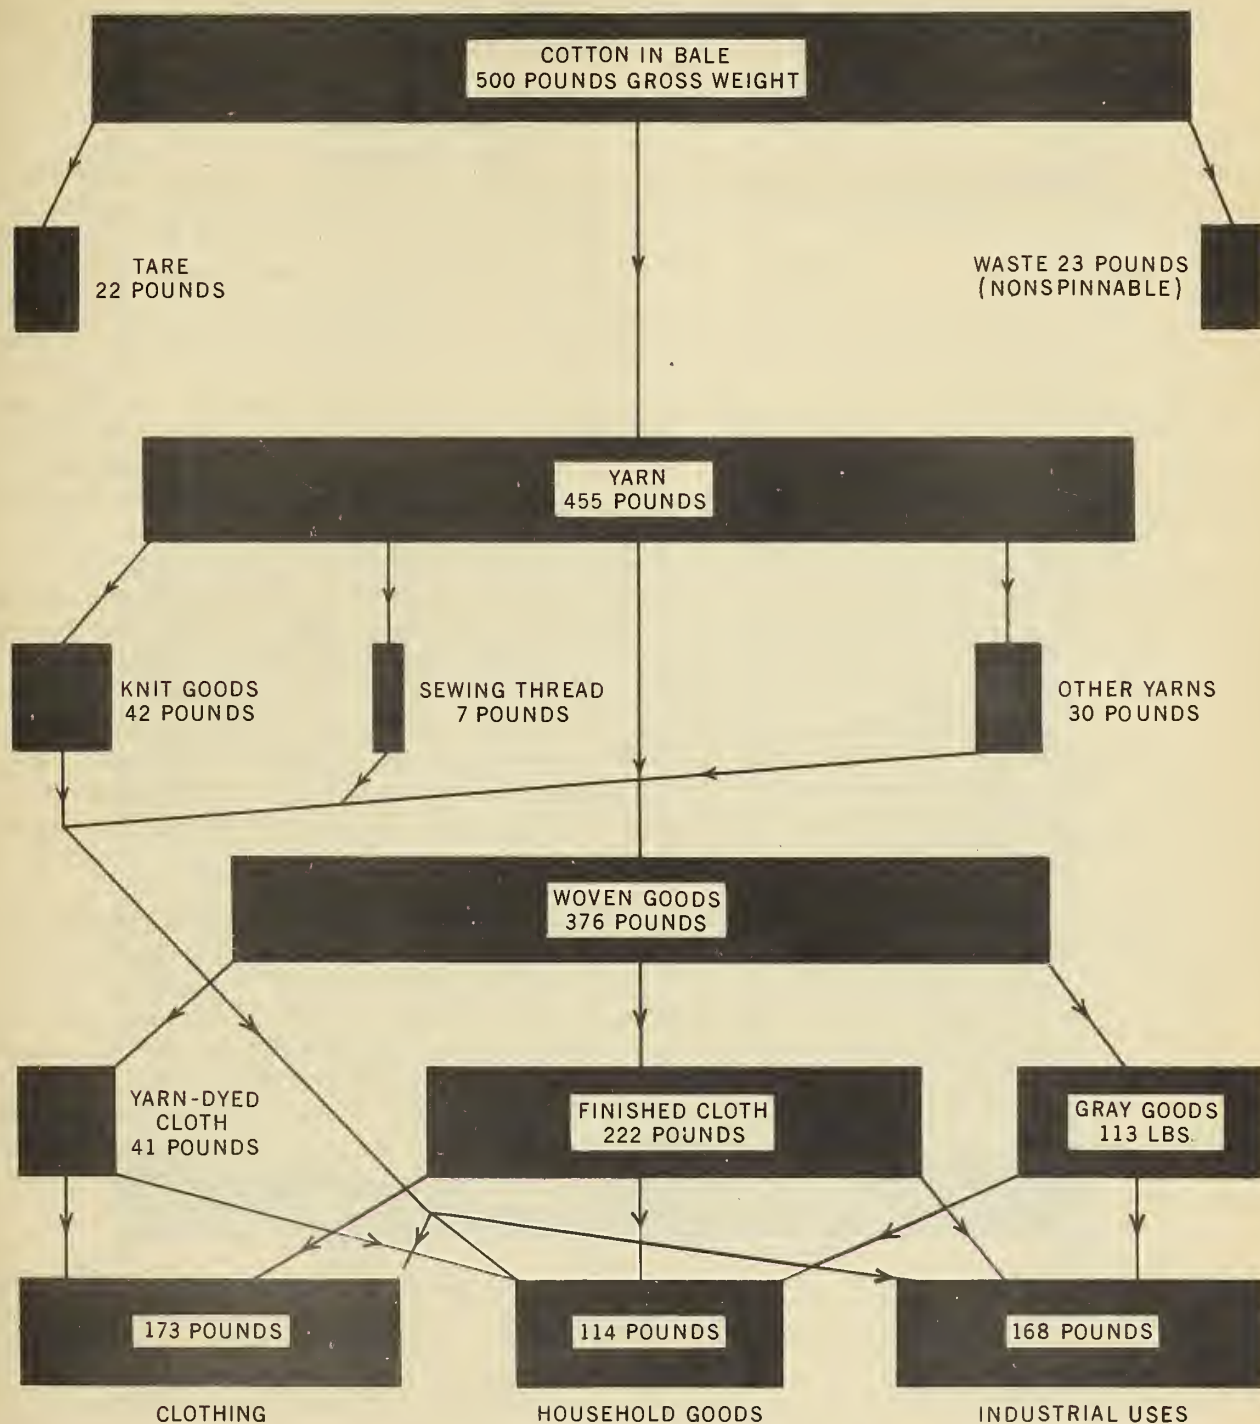 COTTON IN BALE
500 POUNDS GROSS WEIGHT
TARE
22 POUNDS
WASTE 23 POUNDS
(NONSPINNABLE)
YARN
455 POUNDS
KNIT GOODS
42 POUNDS
SEWING THREAD
7 POUNDS
OTHER YARNS
30 POUNDS
WOVEN GOODS
376 POUNDS
YARN-DYED
CLOTH
41 POUNDS
FINISHED CLOTH
222 POUNDS
GRAY GOODS
113 LBS.
173 POUNDS
114 POUNDS
168 POUNDS
CLOTHING
HOUSEHOLD GOODS
INDUSTRIAL USES